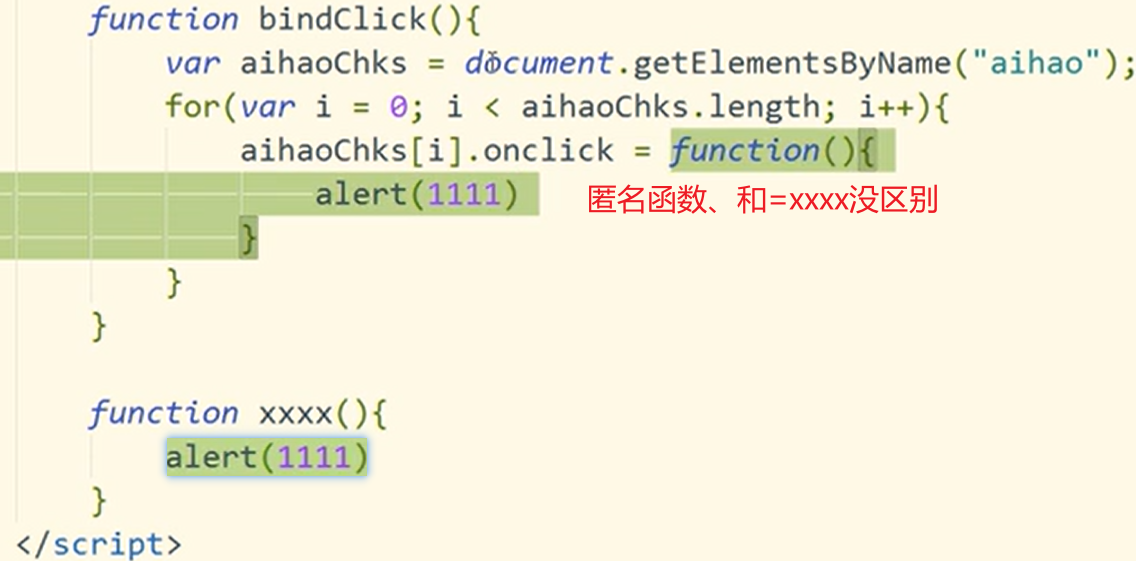 function bindClick(){
var aihaoChks = document.getElementsByName("aihao");
for(var i = 0; i < aihaoChks.length; i++){
aihaoChks[i].onclick = function(){
alert(1111) 匿名函数、和=xxxx没区别
}
}
}
function xxxx(){
alert(1111)
}
</script>